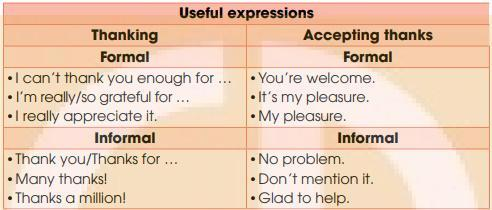 Useful expressions
Thanking
Accepting thanks
Formal
Formal
• I can't thank you enough for ...
• I'm really/so grateful for ...
• I really appreciate it.
• You're welcome.
• It's my pleasure.
• My pleasure.
Informal
Informal
• Thank you/Thanks for ...
• Many thanks!
• Thanks a million!
• No problem.
• Don't mention it.
• Glad to help.